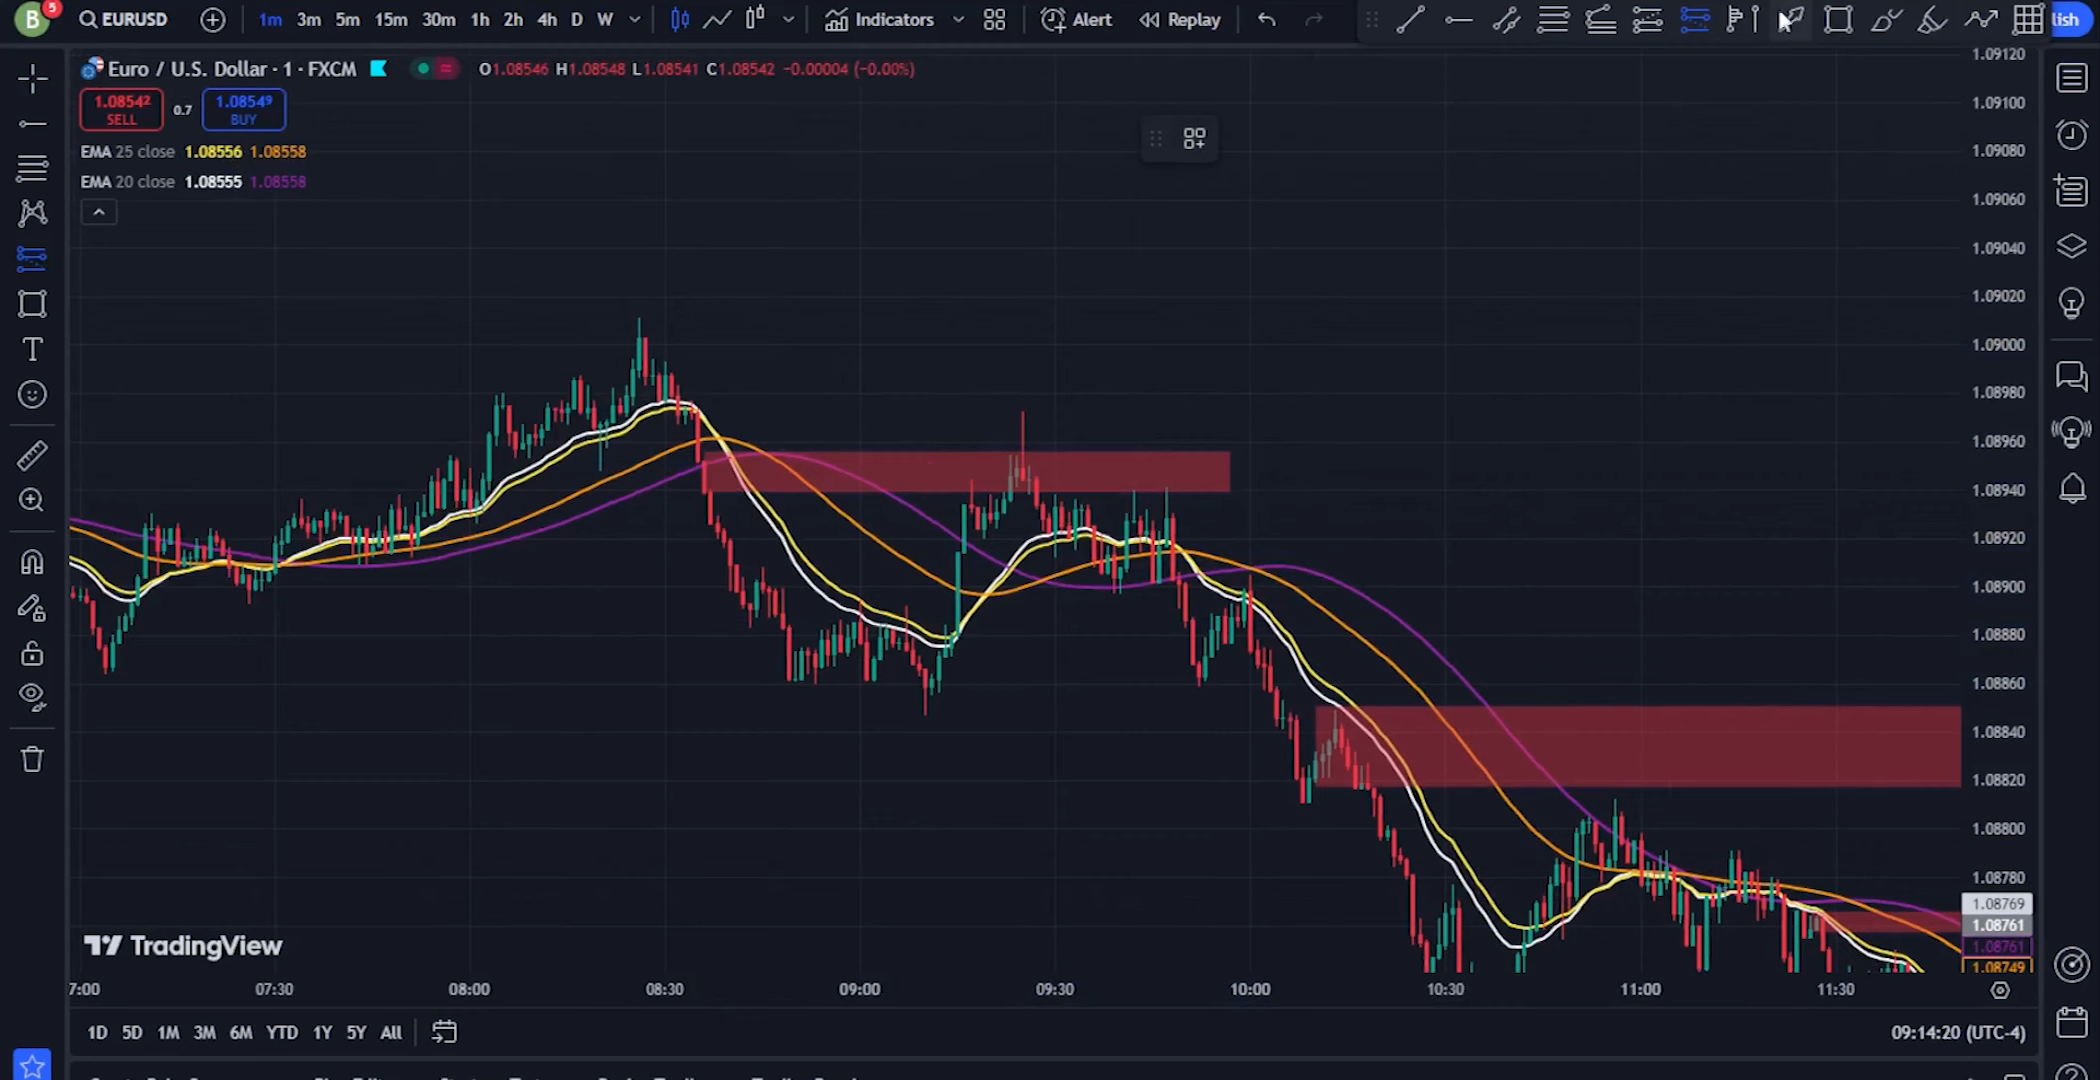 B 5 EURUSD 1m 3m 5m 15m 30m 1h 2h 4h D W Indicators Alert Replay lish
Euro / U.S. Dollar · 1 · FXCM O1.08546 H1.08548 L1.08541 C1.08542 −0.00004 (−0.00%)
1.08542 SELL 0.7 1.08549 BUY
EMA 25 close 1.08556 1.08558
EMA 20 close 1.08555 1.08558
1.09120
1.09100
1.09080
1.09060
1.09040
1.09020
1.09000
1.08980
1.08960
1.08940
1.08920
1.08900
1.08880
1.08860
1.08840
1.08820
1.08800
1.08780
1.08769
1.08761
1.08761
1.08749
TradingView
7:00 07:30 08:00 08:30 09:00 09:30 10:00 10:30 11:00 11:30
1D 5D 1M 3M 6M YTD 1Y 5Y All 09:14:20 (UTC-4)